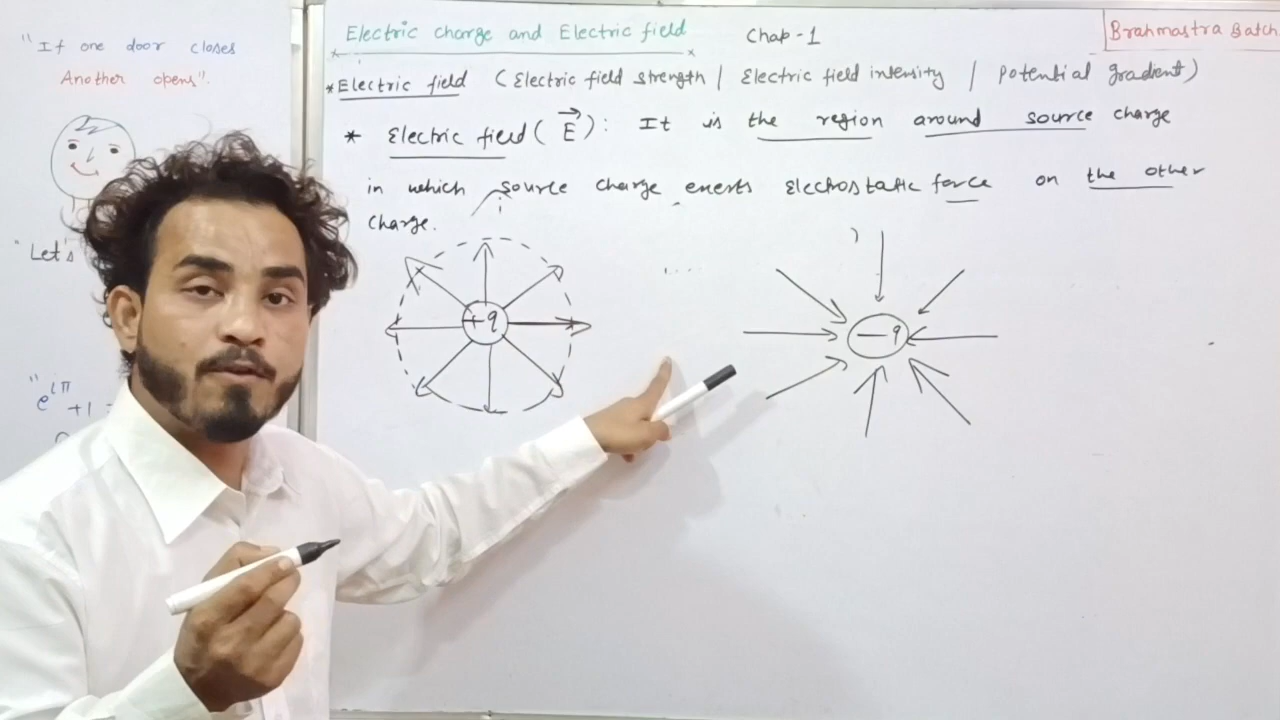 "If one door closes
Another opens".
"Let's
"e^iπ +1 =
Electric charge and Electric field Chap-1
Brahmastra Batch
*Electric field (Electric field strength | Electric field intensity | Potential gradient)
* Electric field(E⃗): It is the region around source charge
in which source charge exerts Electrostatic force on the other
charge.
+q
−q